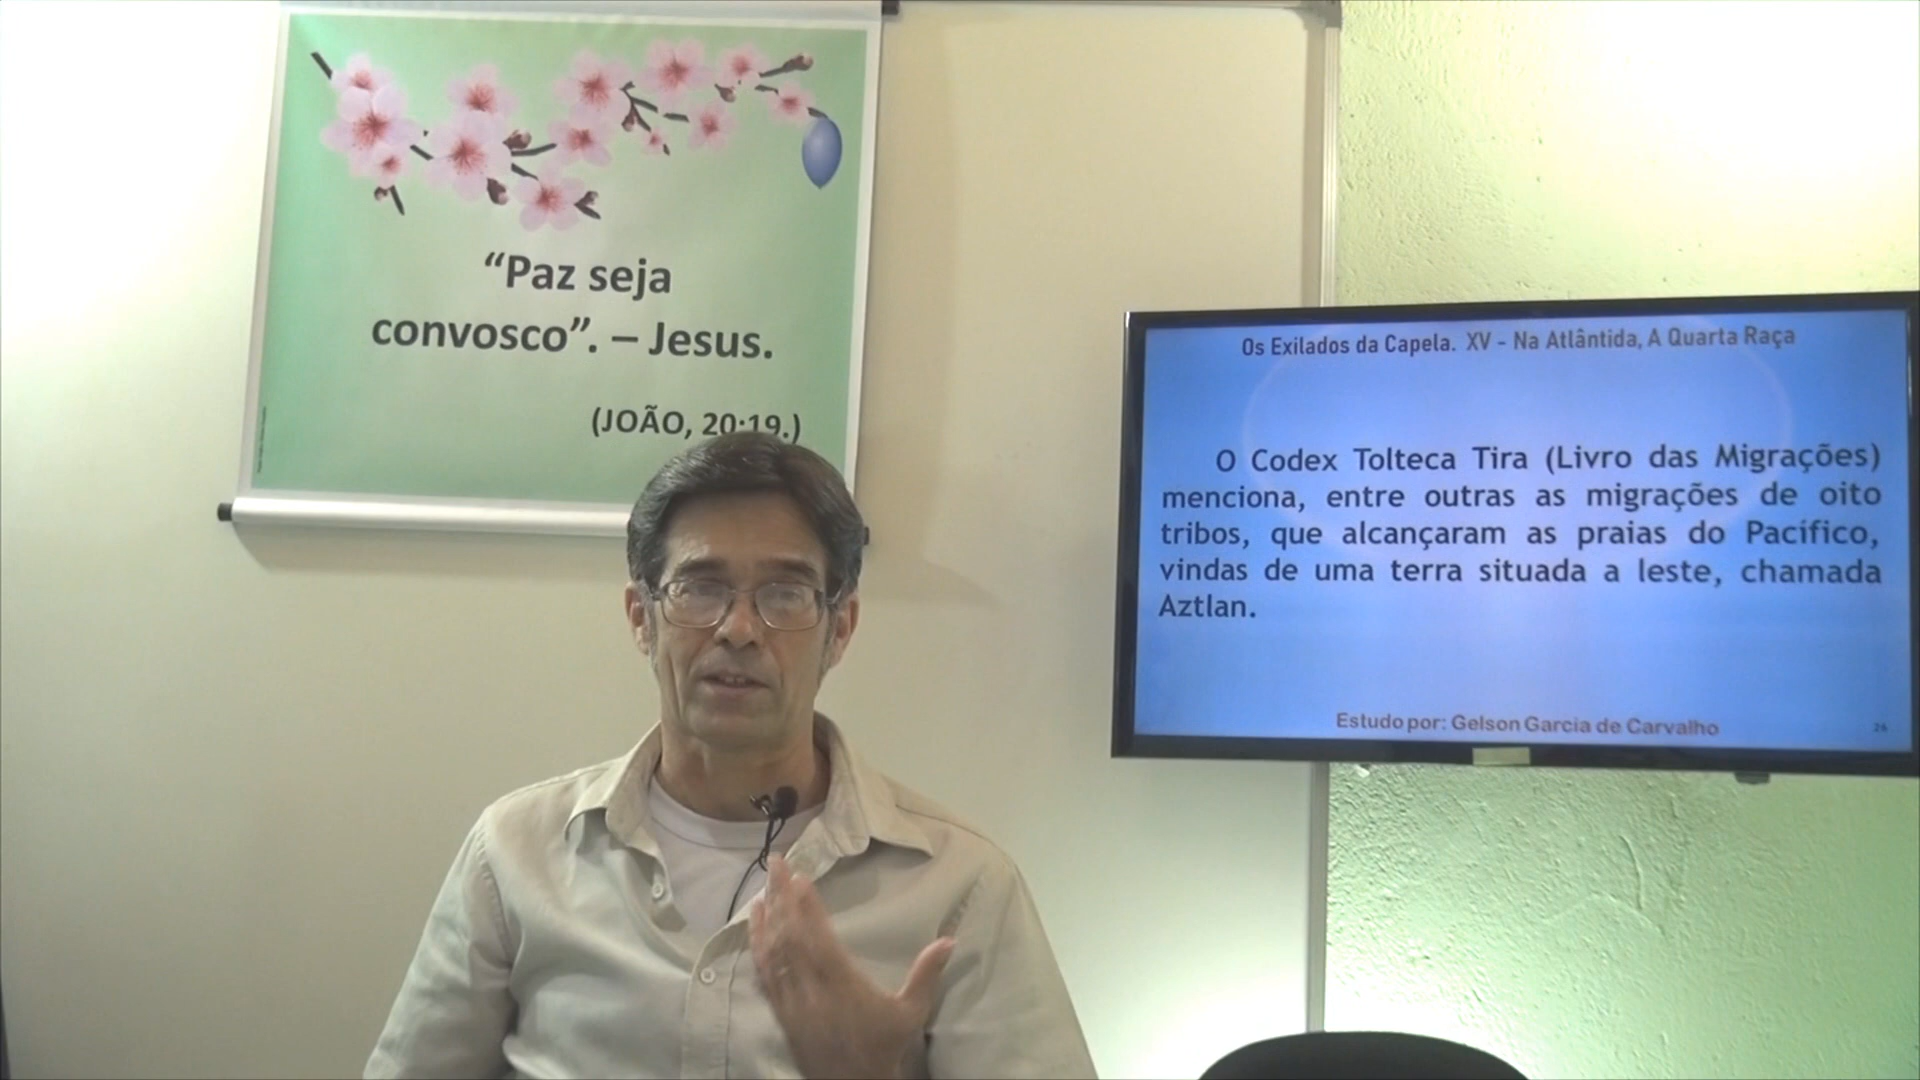 “Paz seja
convosco”. – Jesus.
(JOÃO, 20:19.)
Os Exilados da Capela. XV - Na Atlântida, A Quarta Raça
O Codex Tolteca Tira (Livro das Migrações)
menciona, entre outras as migrações de oito
tribos, que alcançaram as praias do Pacífico,
vindas de uma terra situada a leste, chamada
Aztlan.
Estudo por: Gelson Garcia de Carvalho
26